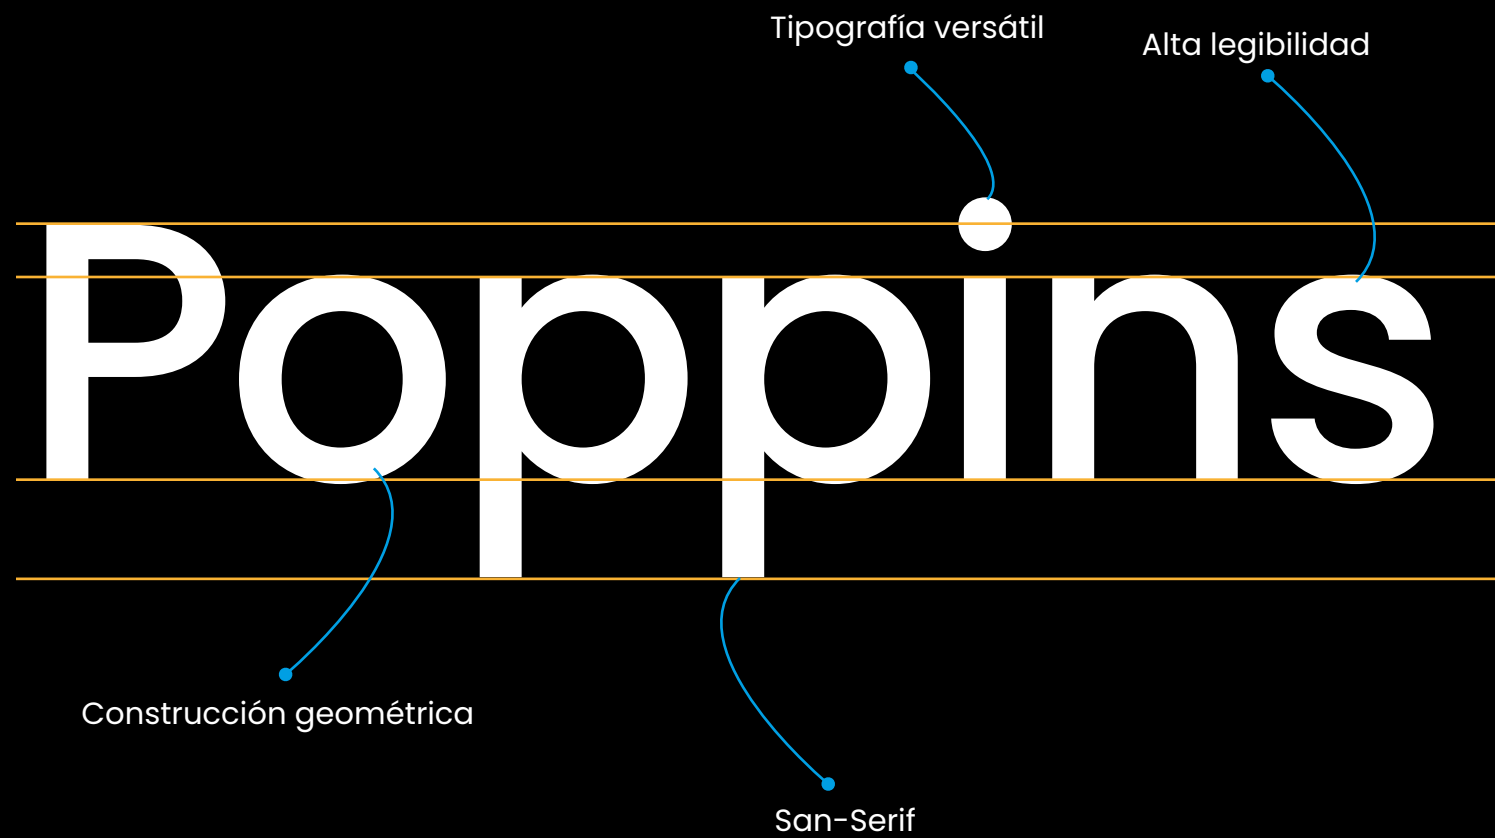 Tipografía versátil
Alta legibilidad
Poppins
Construcción geométrica
San-Serif